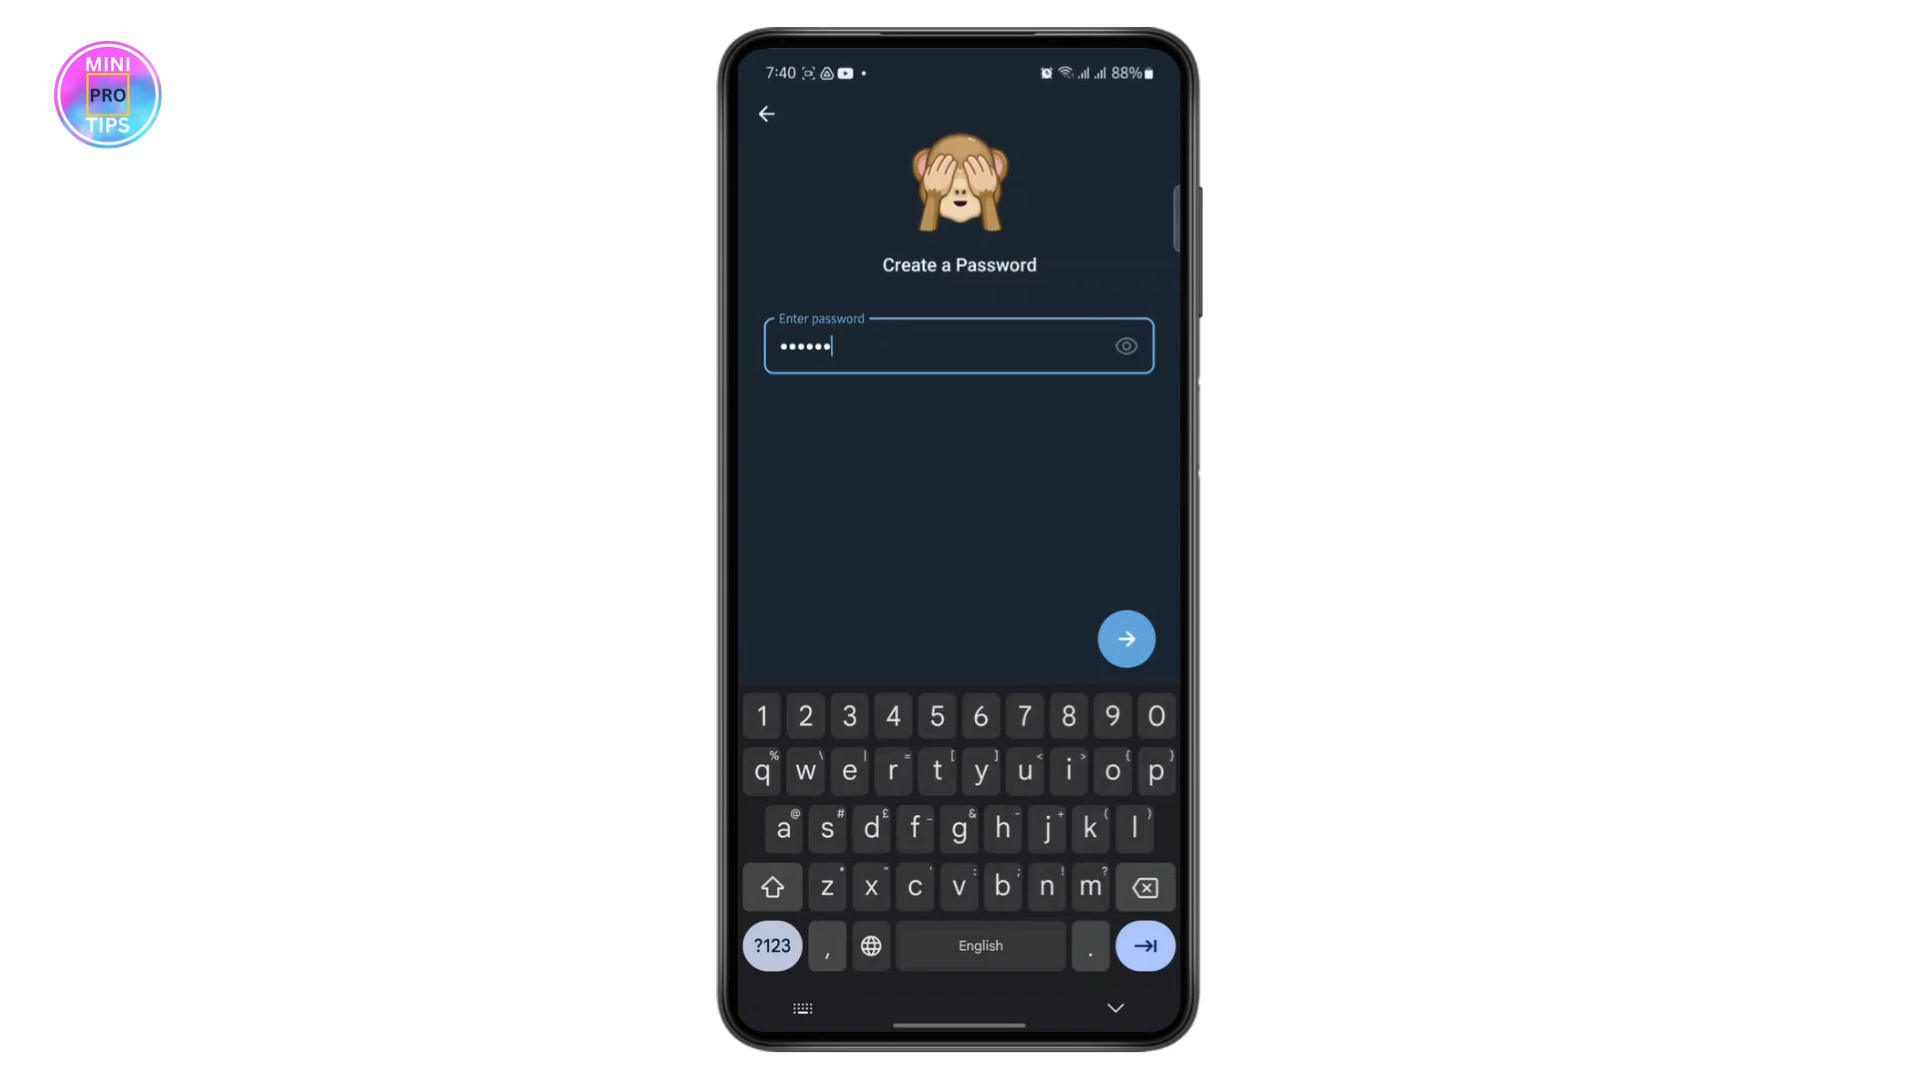 MINI
PRO
TIPS
7:40
88%
Create a Password
Enter password
••••••
1 2 3 4 5 6 7 8 9 0
% \ | = [ ] < > { }
q w e r t y u i o p
@ # £ _ & - + ( )
a s d f g h j k l
* " ' : ; ! ?
z x c v b n m
?123 , English .